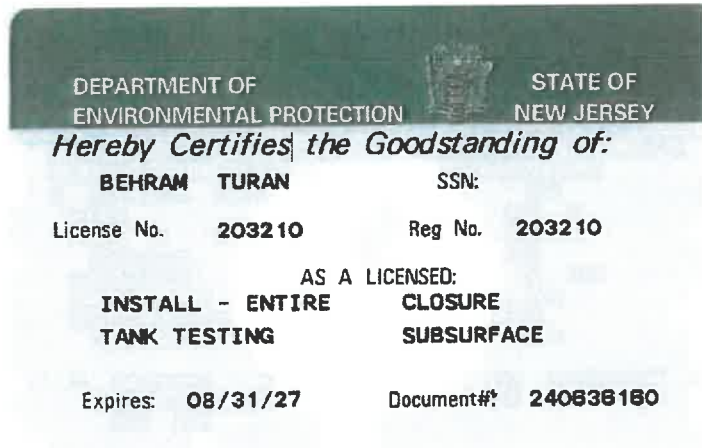 DEPARTMENT OF
ENVIRONMENTAL PROTECTION
STATE OF
NEW JERSEY
Hereby Certifies the Goodstanding of:
BEHRAM TURAN SSN:
License No. 203210 Reg No. 203210
AS A LICENSED:
INSTALL - ENTIRE CLOSURE
TANK TESTING SUBSURFACE
Expires: 08/31/27 Document#: 240636160